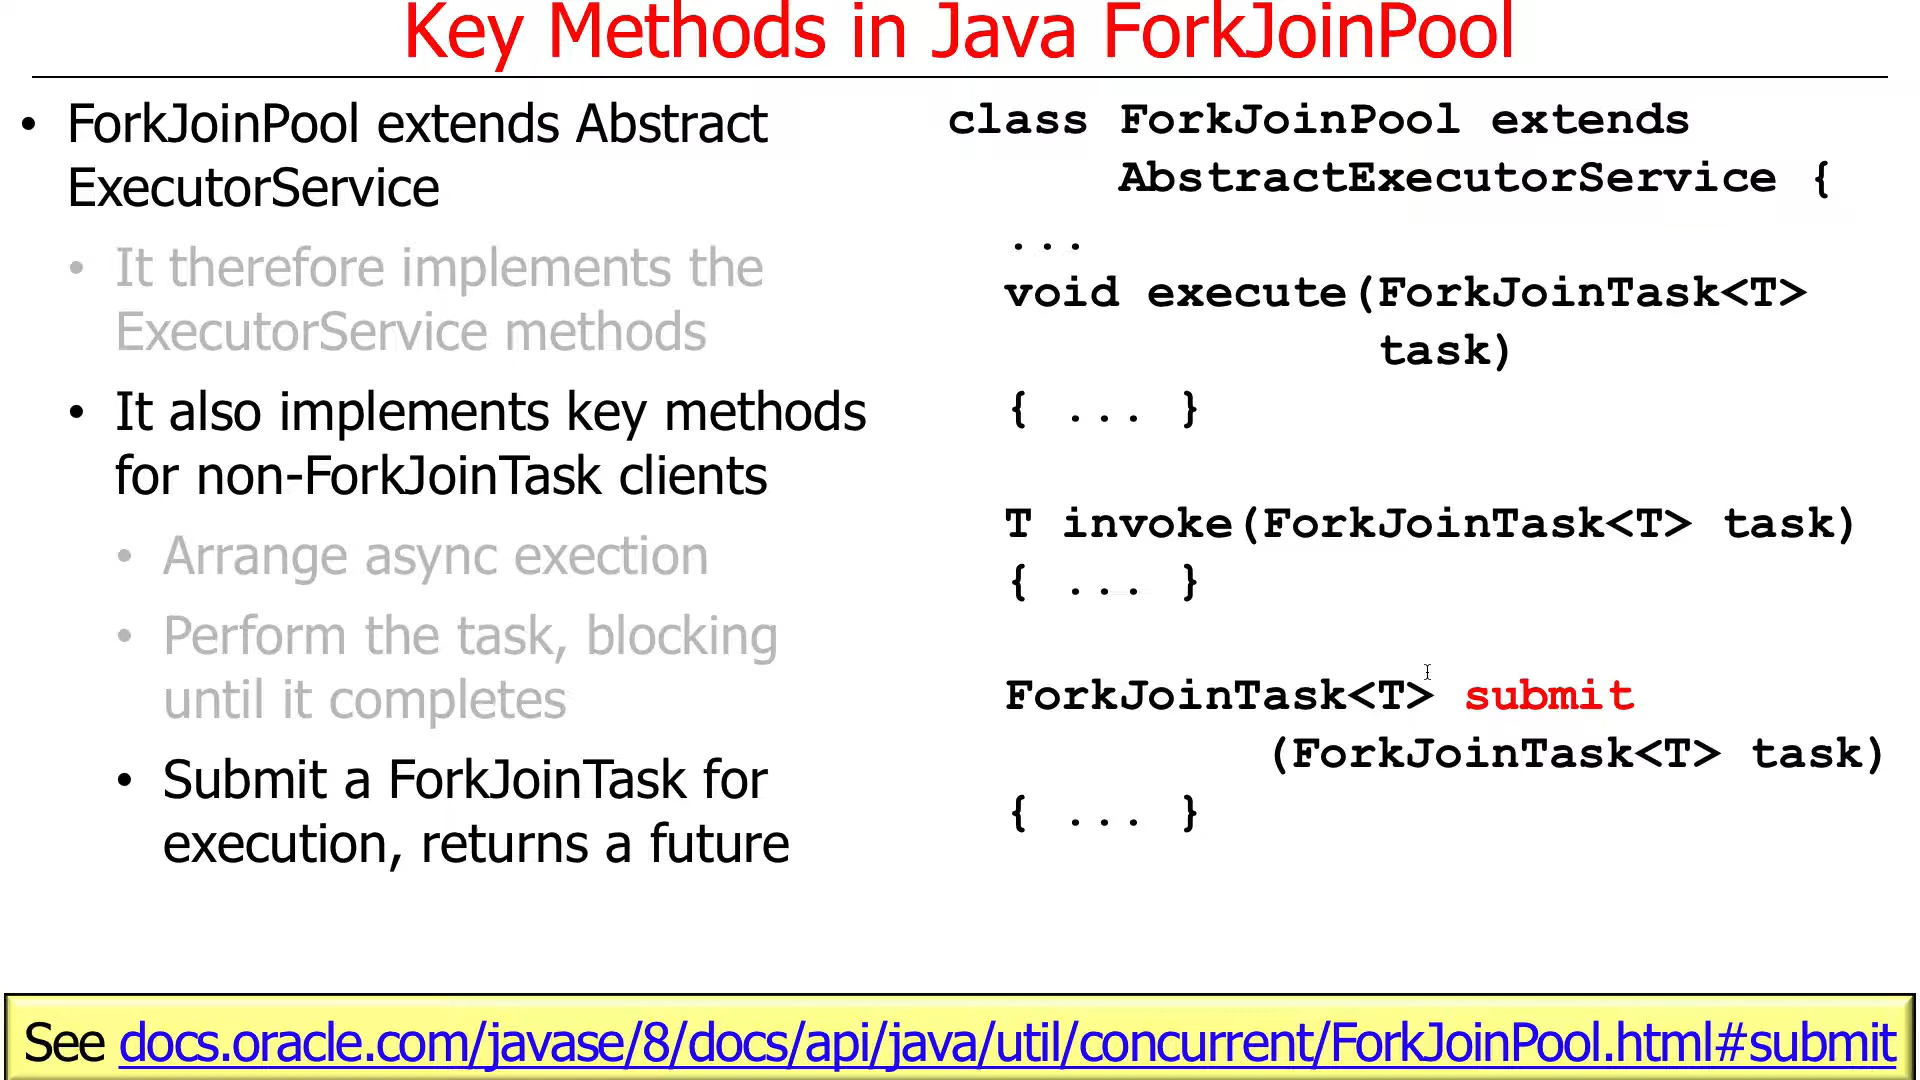 Key Methods in Java ForkJoinPool
• ForkJoinPool extends Abstract
ExecutorService
• It therefore implements the
ExecutorService methods
• It also implements key methods
for non-ForkJoinTask clients
• Arrange async exection
• Perform the task, blocking
until it completes
• Submit a ForkJoinTask for
execution, returns a future
class ForkJoinPool extends
AbstractExecutorService {
...
void execute(ForkJoinTask<T>
task)
{ ... }
T invoke(ForkJoinTask<T> task)
{ ... }
ForkJoinTask<T> submit
(ForkJoinTask<T> task)
{ ... }
See docs.oracle.com/javase/8/docs/api/java/util/concurrent/ForkJoinPool.html#submit